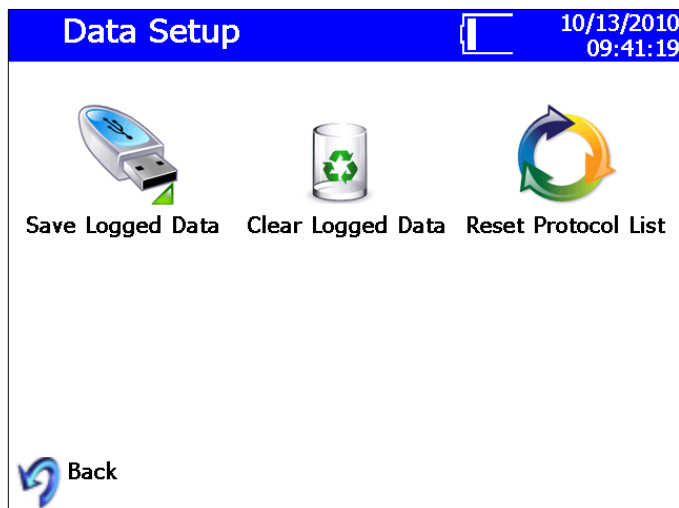 Data Setup
10/13/2010
09:41:19
Save Logged Data
Clear Logged Data
Reset Protocol List
Back